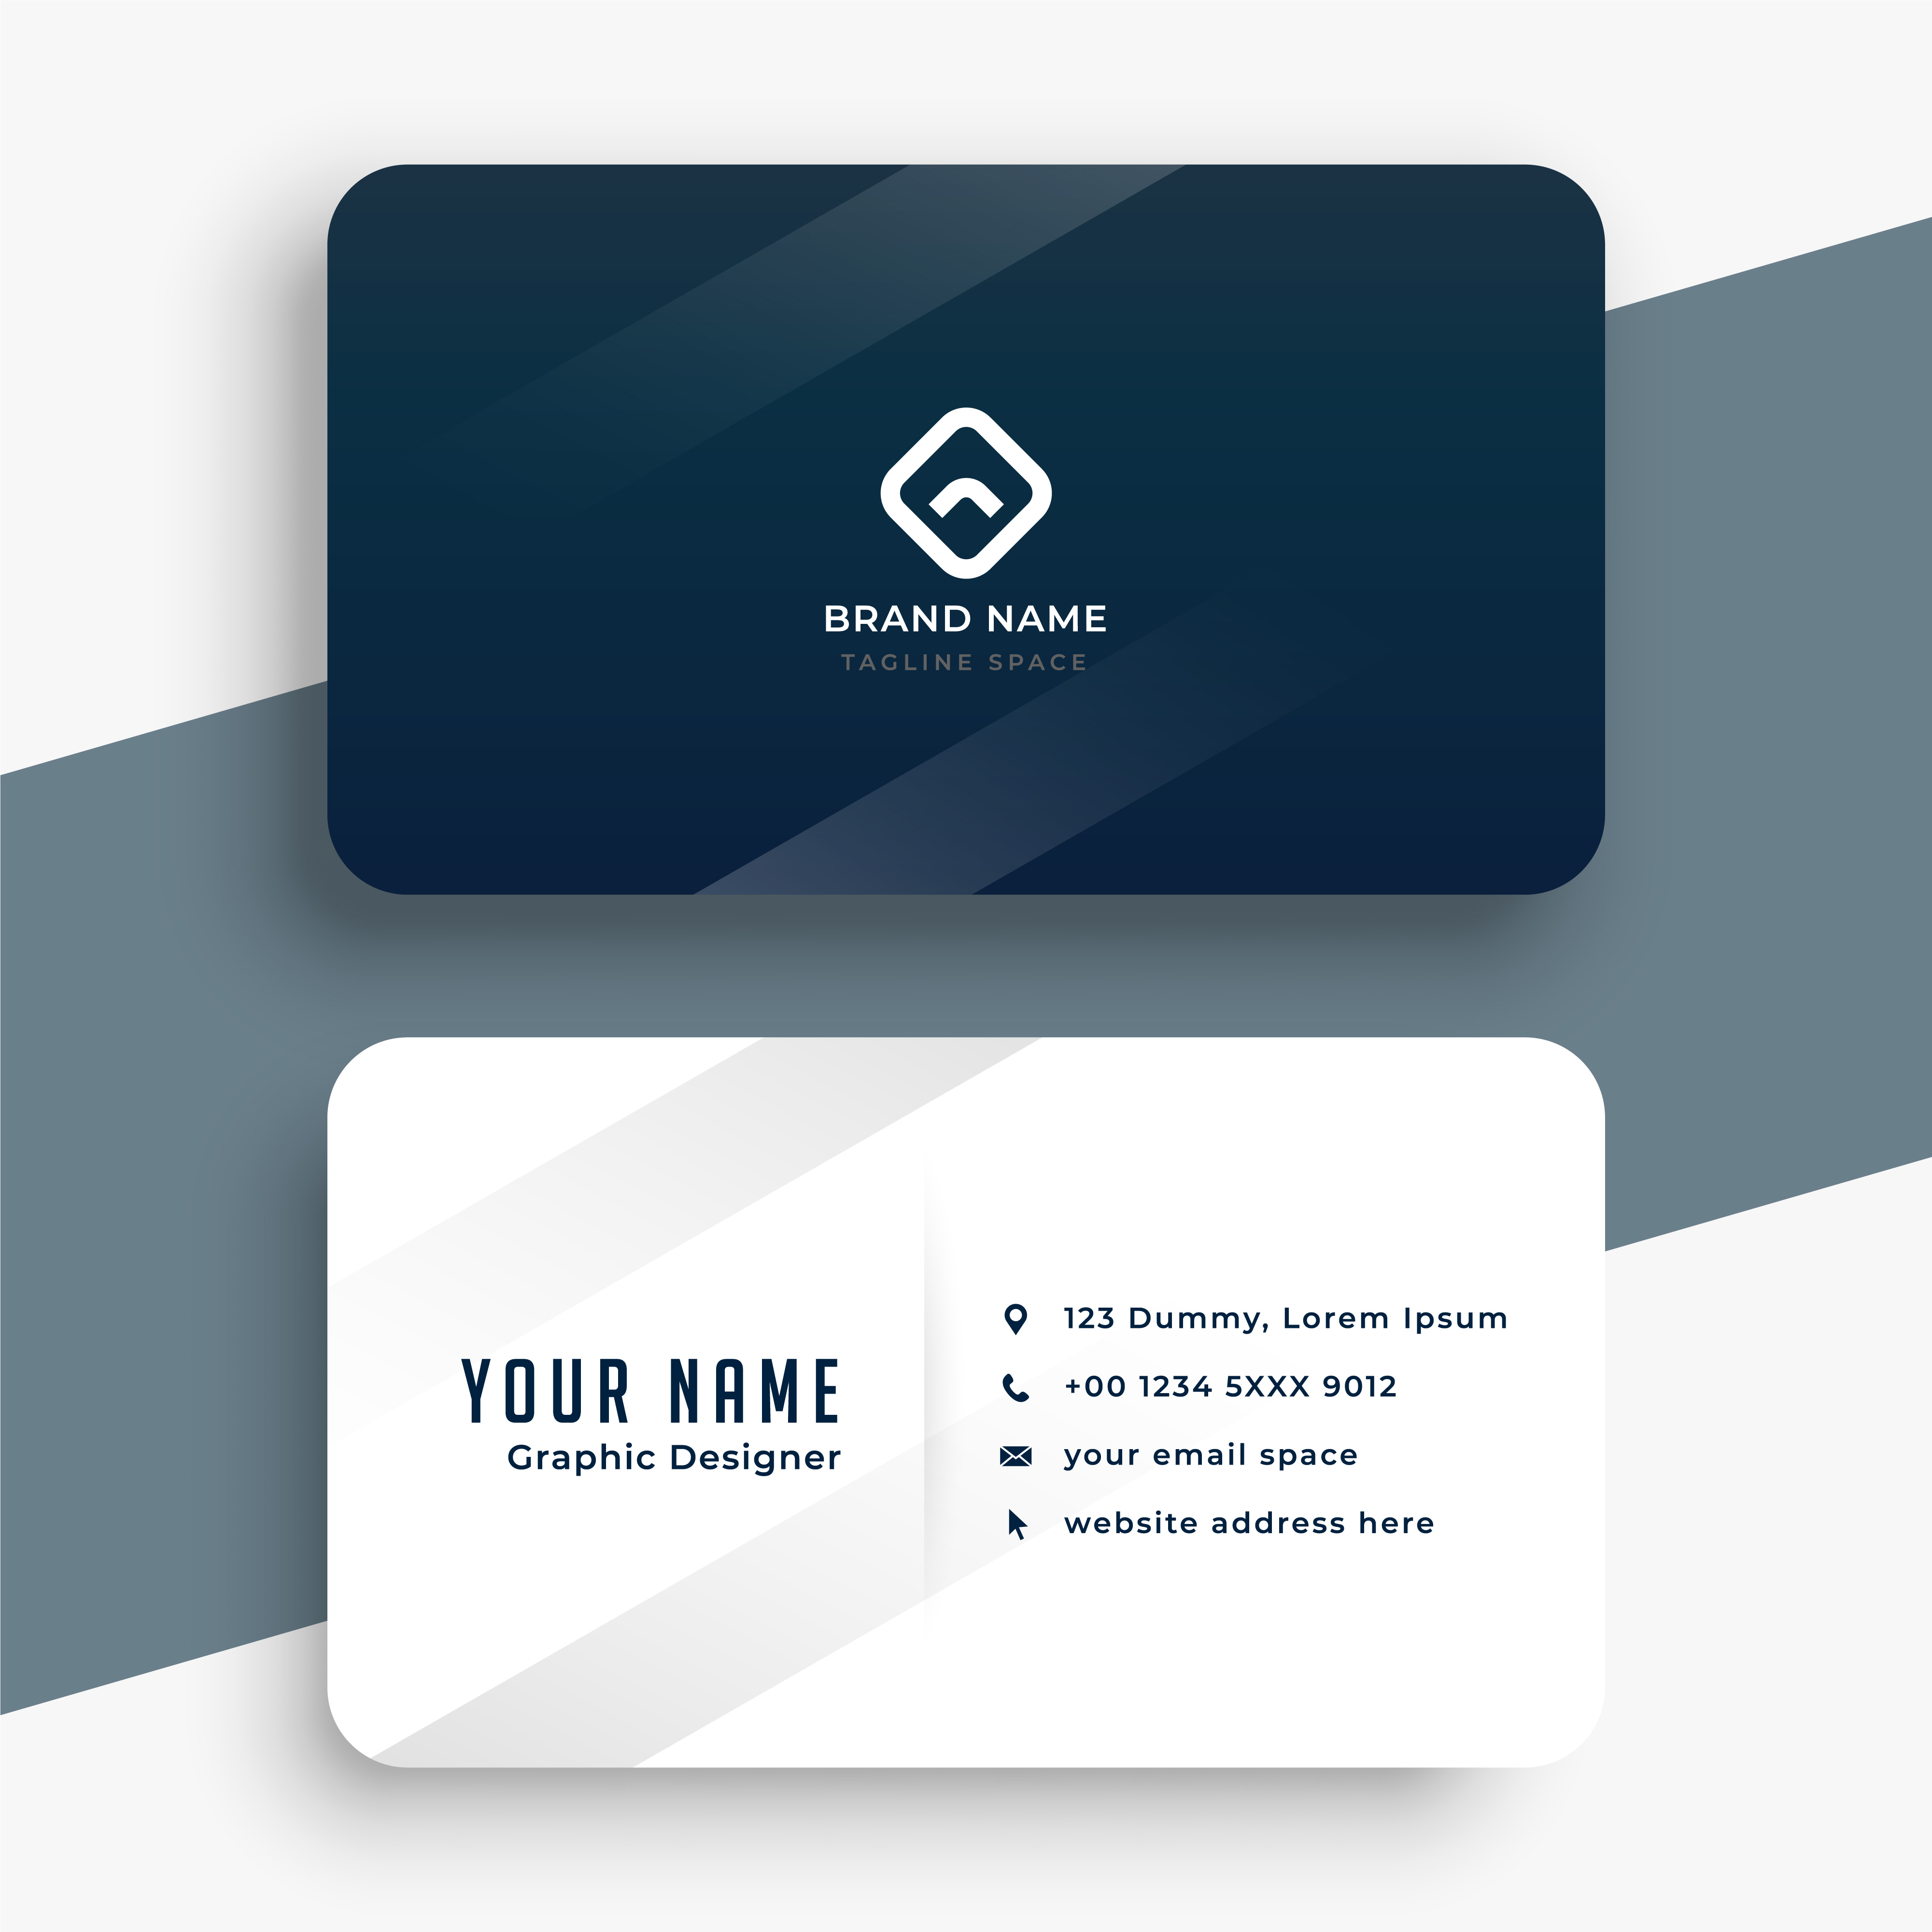 BRAND NAME
TAGLINE SPACE
YOUR NAME
Graphic Designer
123 Dummy, Lorem Ipsum
+00 1234 5XXX 9012
your email space
website address here